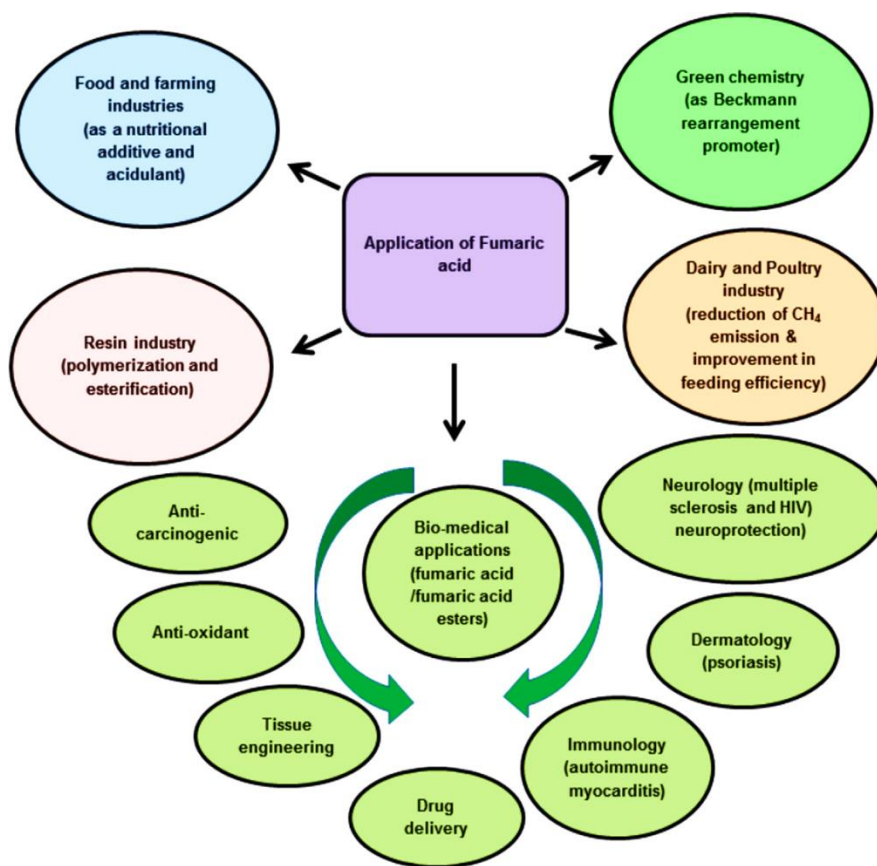 Food and farming
industries
(as a nutritional
additive and
acidulant)
Green chemistry
(as Beckmann
rearrangement
promoter)
Application of Fumaric
acid
Resin industry
(polymerization and
esterification)
Dairy and Poultry
industry
(reduction of CH₄
emission &
improvement in
feeding efficiency)
Anti-
carcinogenic
Bio-medical
applications
(fumaric acid
/fumaric acid
esters)
Neurology (multiple
sclerosis and HIV)
neuroprotection)
Anti-oxidant
Dermatology
(psoriasis)
Tissue
engineering
Immunology
(autoimmune
myocarditis)
Drug
delivery